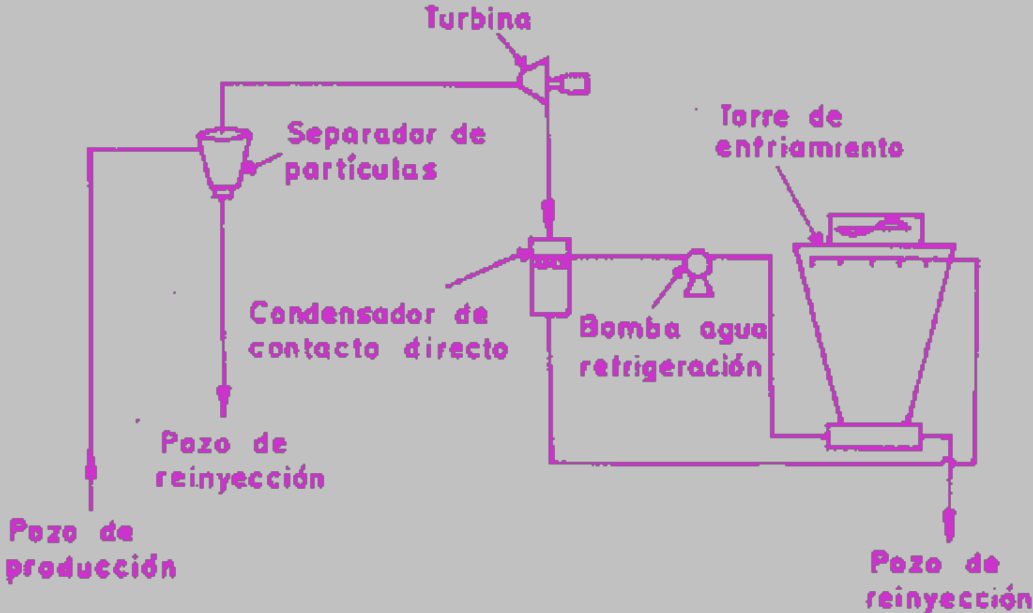 Turbina
Separador de
partículas
Torre de
enfriamiento
Condensador de
contacto directo
Bomba agua
refrigeración
Pozo de
reinyección
Pozo de
producción
Pozo de
reinyección